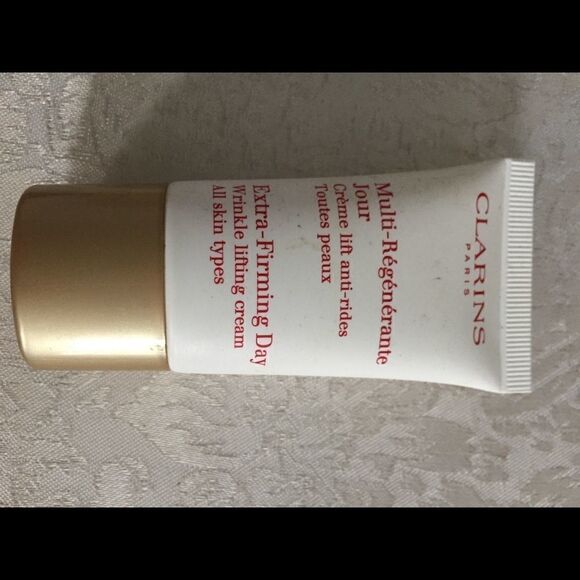 CLARINS
PARIS
Multi-Régénérante
Jour
Crème lift anti-rides
Toutes peaux
Extra-Firming Day
Wrinkle lifting cream
All skin types